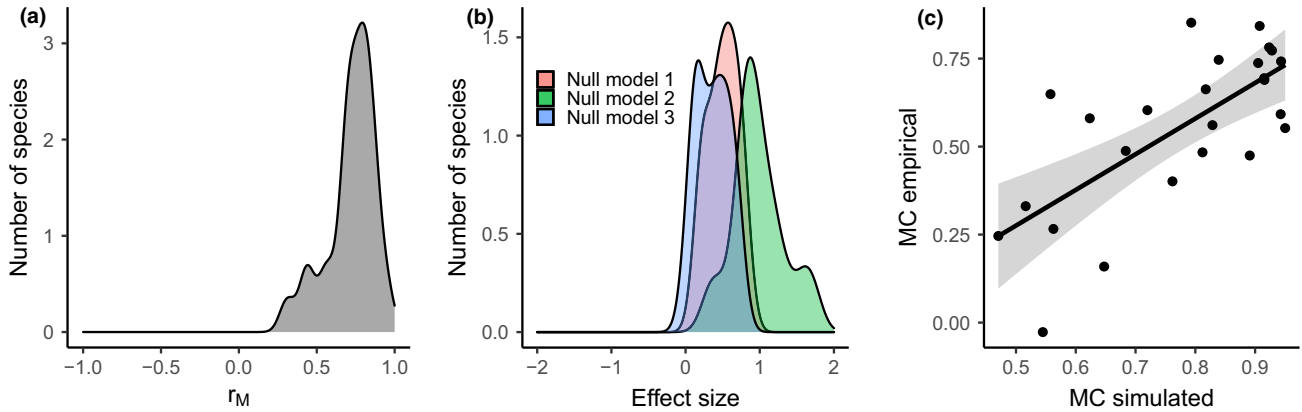 (a)
Number of species
3
2
1
0
−1.0 −0.5 0.0 0.5 1.0
rM
(b)
Number of species
1.5
1.0
0.5
0.0
Null model 1
Null model 2
Null model 3
−2 −1 0 1 2
Effect size
(c)
MC empirical
0.75
0.50
0.25
0.00
0.5 0.6 0.7 0.8 0.9
MC simulated